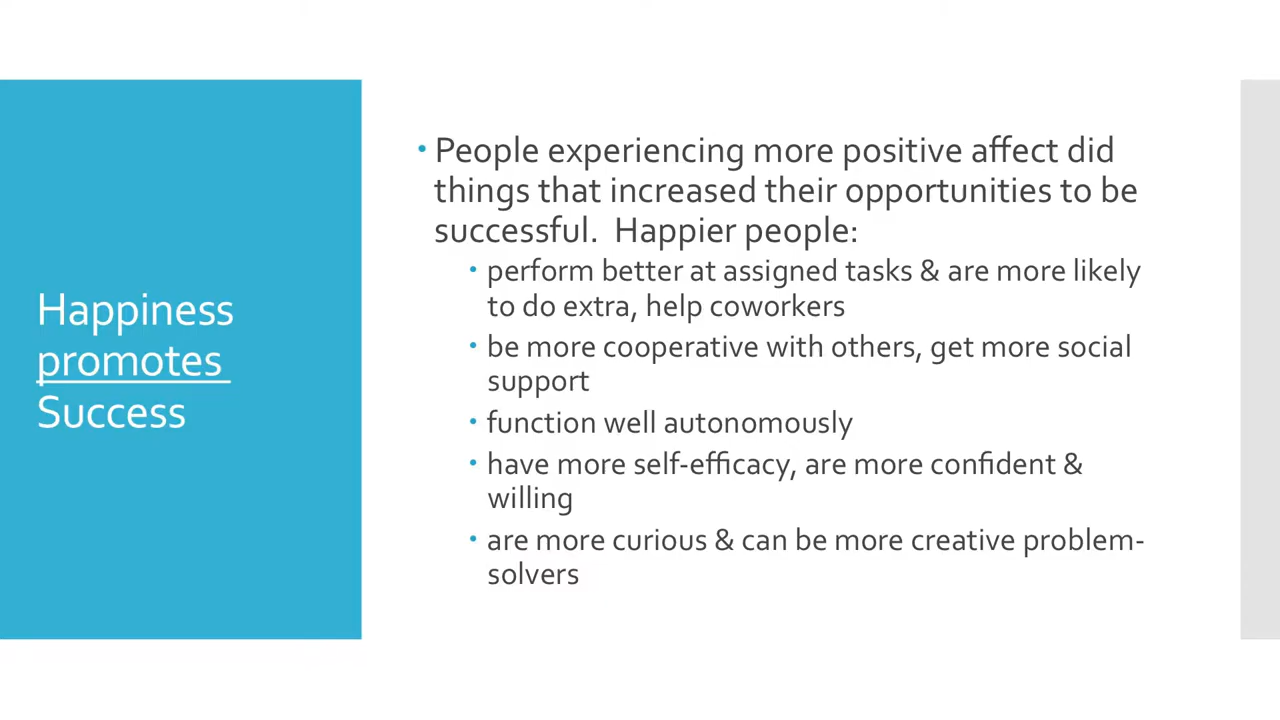 Happiness
promotes
Success
• People experiencing more positive affect did
things that increased their opportunities to be
successful.  Happier people:
• perform better at assigned tasks & are more likely
to do extra, help coworkers
• be more cooperative with others, get more social
support
• function well autonomously
• have more self-efficacy, are more confident &
willing
• are more curious & can be more creative problem-
solvers